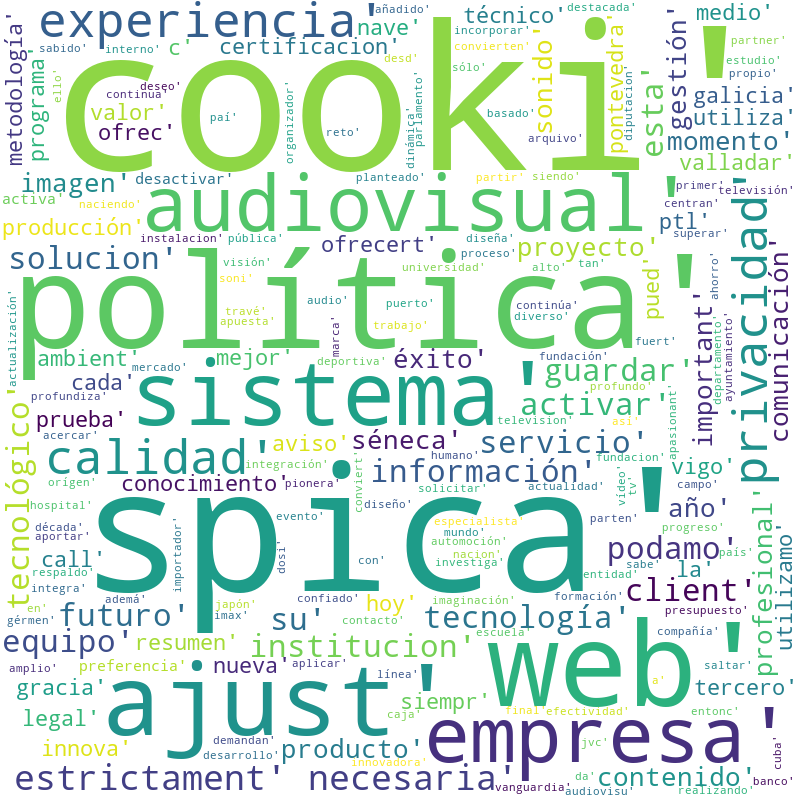 experiencia'
añadido'
técnico'
destacada'
medio'
sabido'
interno'
nave'
incorporar'
partner'
metodología'
programa'
c'
certificacion'
convierten'
sonido'
esta'
gestión'
estudio'
ello'
deseo'
desd'
sólo'
propio'
continua'
cooki'
valor'
galicia'
ofrec'
paí'
organizador'
reto'
dinámica'
parlamento'
basado'
arquivo'
pontevedra'
diputacion'
utiliza'
momento'
imagen'
desactivar'
planteado'
partir'
siendo'
valladar'
activa'
naciendo'
audiovisual'
primer'
televisión'
centran'
producción'
instalacion'
pública'
ofrecert'
diseña'
proyecto'
ptl'
superar'
privacidad'
solucion'
visión'
universidad'
proceso'
alto'
tan'
pued'
política'
soni'
audio'
puerto'
continúa'
diverso'
ahorro'
important'
comunicación'
actualización'
travé'
apuesta'
marca'
trabajo'
fuert'
departamento'
ayuntamiento'
ambient'
mejor'
deportiva'
éxito'
fundación'
guardar'
profundiza'
cada'
mercado'
sistema'
profundo'
activar'
así'
prueba'
acercar'
aviso'
séneca'
television'
servicio'
fundacion'
apasionant'
tecnológico'
calidad'
integración'
humano'
información'
vigo'
orígen'
conocimiento'
pionera'
conviert'
solicitar'
actualidad'
vídeo'
tv'
campo'
hospital'
spica'
diseño'
parten'
año'
profesional'
década'
aportar'
importador'
evento'
especialista'
mundo'
automoción'
progreso'
utilizamo'
call'
dosi'
nacion'
investiga'
podamo'
país'
respaldo'
con'
entidad'
sabe'
la'
integra'
ademá'
japón'
confiado'
imaginación'
formación'
client'
presupuesto'
en'
gérmen'
futuro'
imax'
su'
contacto'
hoy'
tecnología'
equipo'
resumen'
institucion'
escuela'
web'
compañía'
amplio'
preferencia'
nueva'
aplicar'
línea'
saltar'
gracia'
ajust'
siempr'
a'
tercero'
legal'
caja'
final'
efectividad'
empresa'
innova'
demandan'
desarrollo'
producto'
innovadora'
jvc'
cuba'
estrictament'
necesaria'
vanguardia'
da'
audiovisu'
contenido'
realizando'
banco'
entonc'